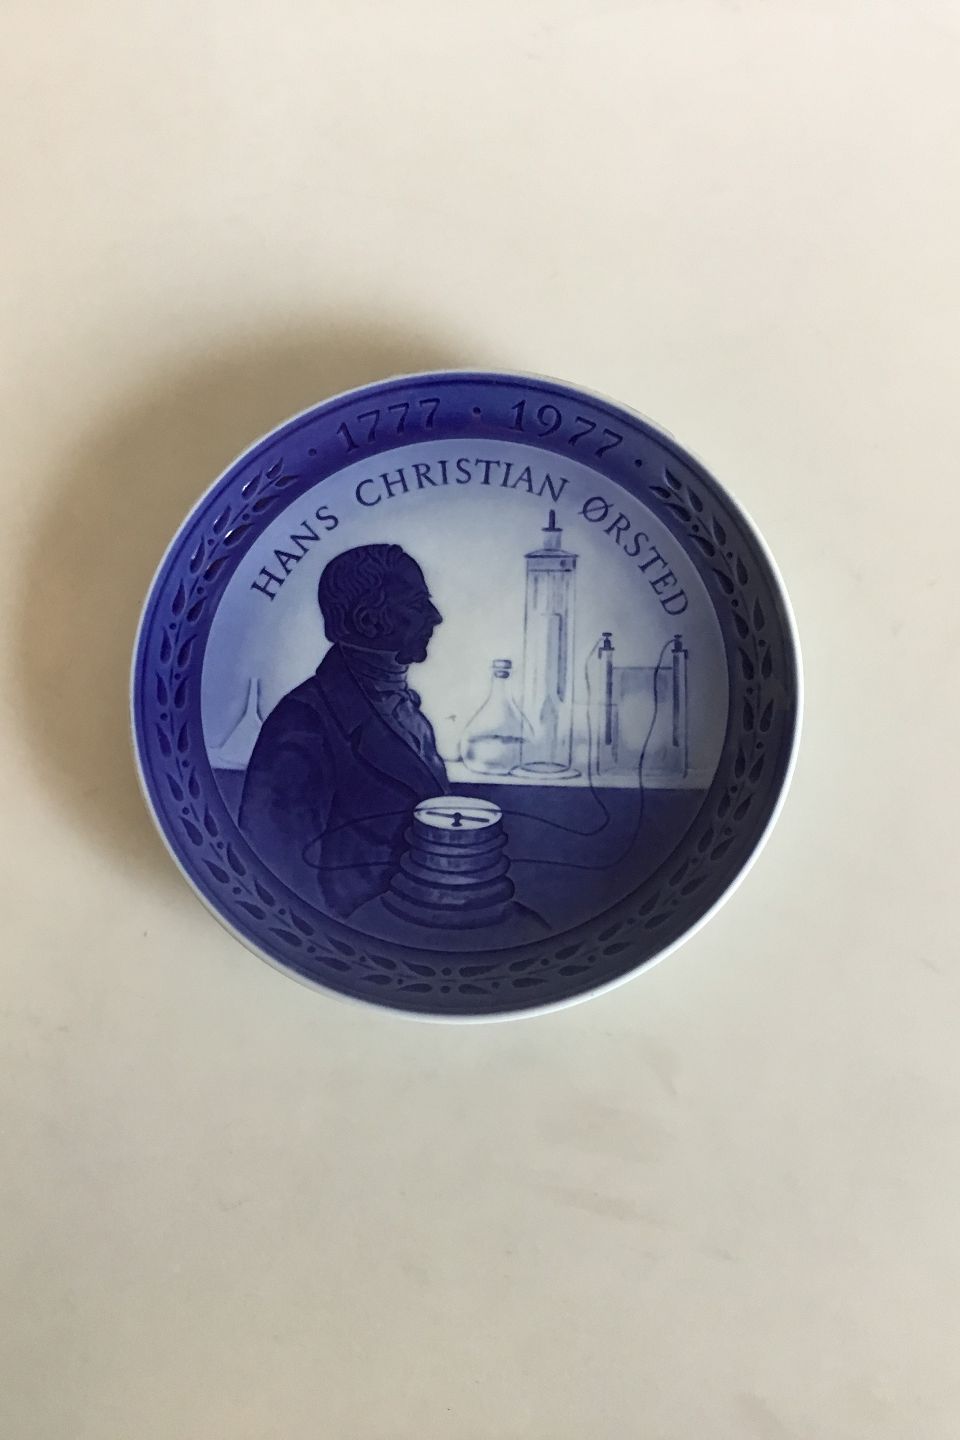 · 1777 · 1977 ·
HANS CHRISTIAN ØRSTED